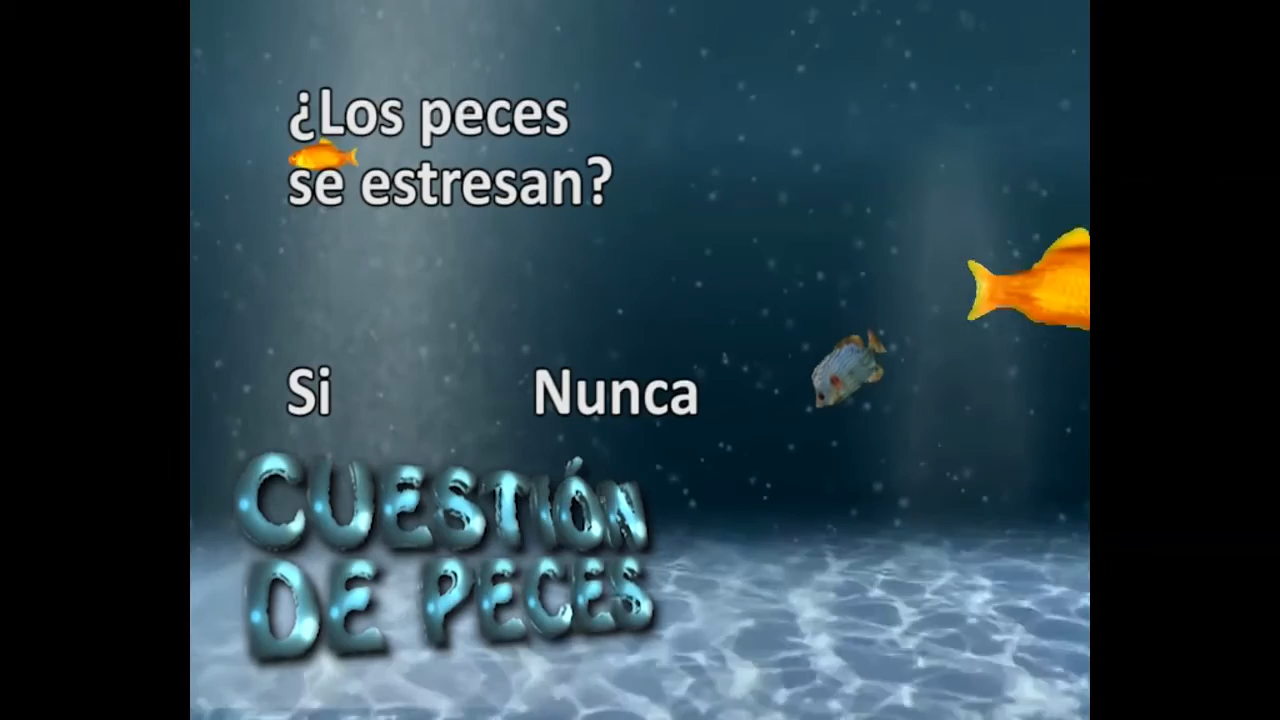 ¿Los peces
se estresan?
Si Nunca
CUESTIÓN
DE PECES